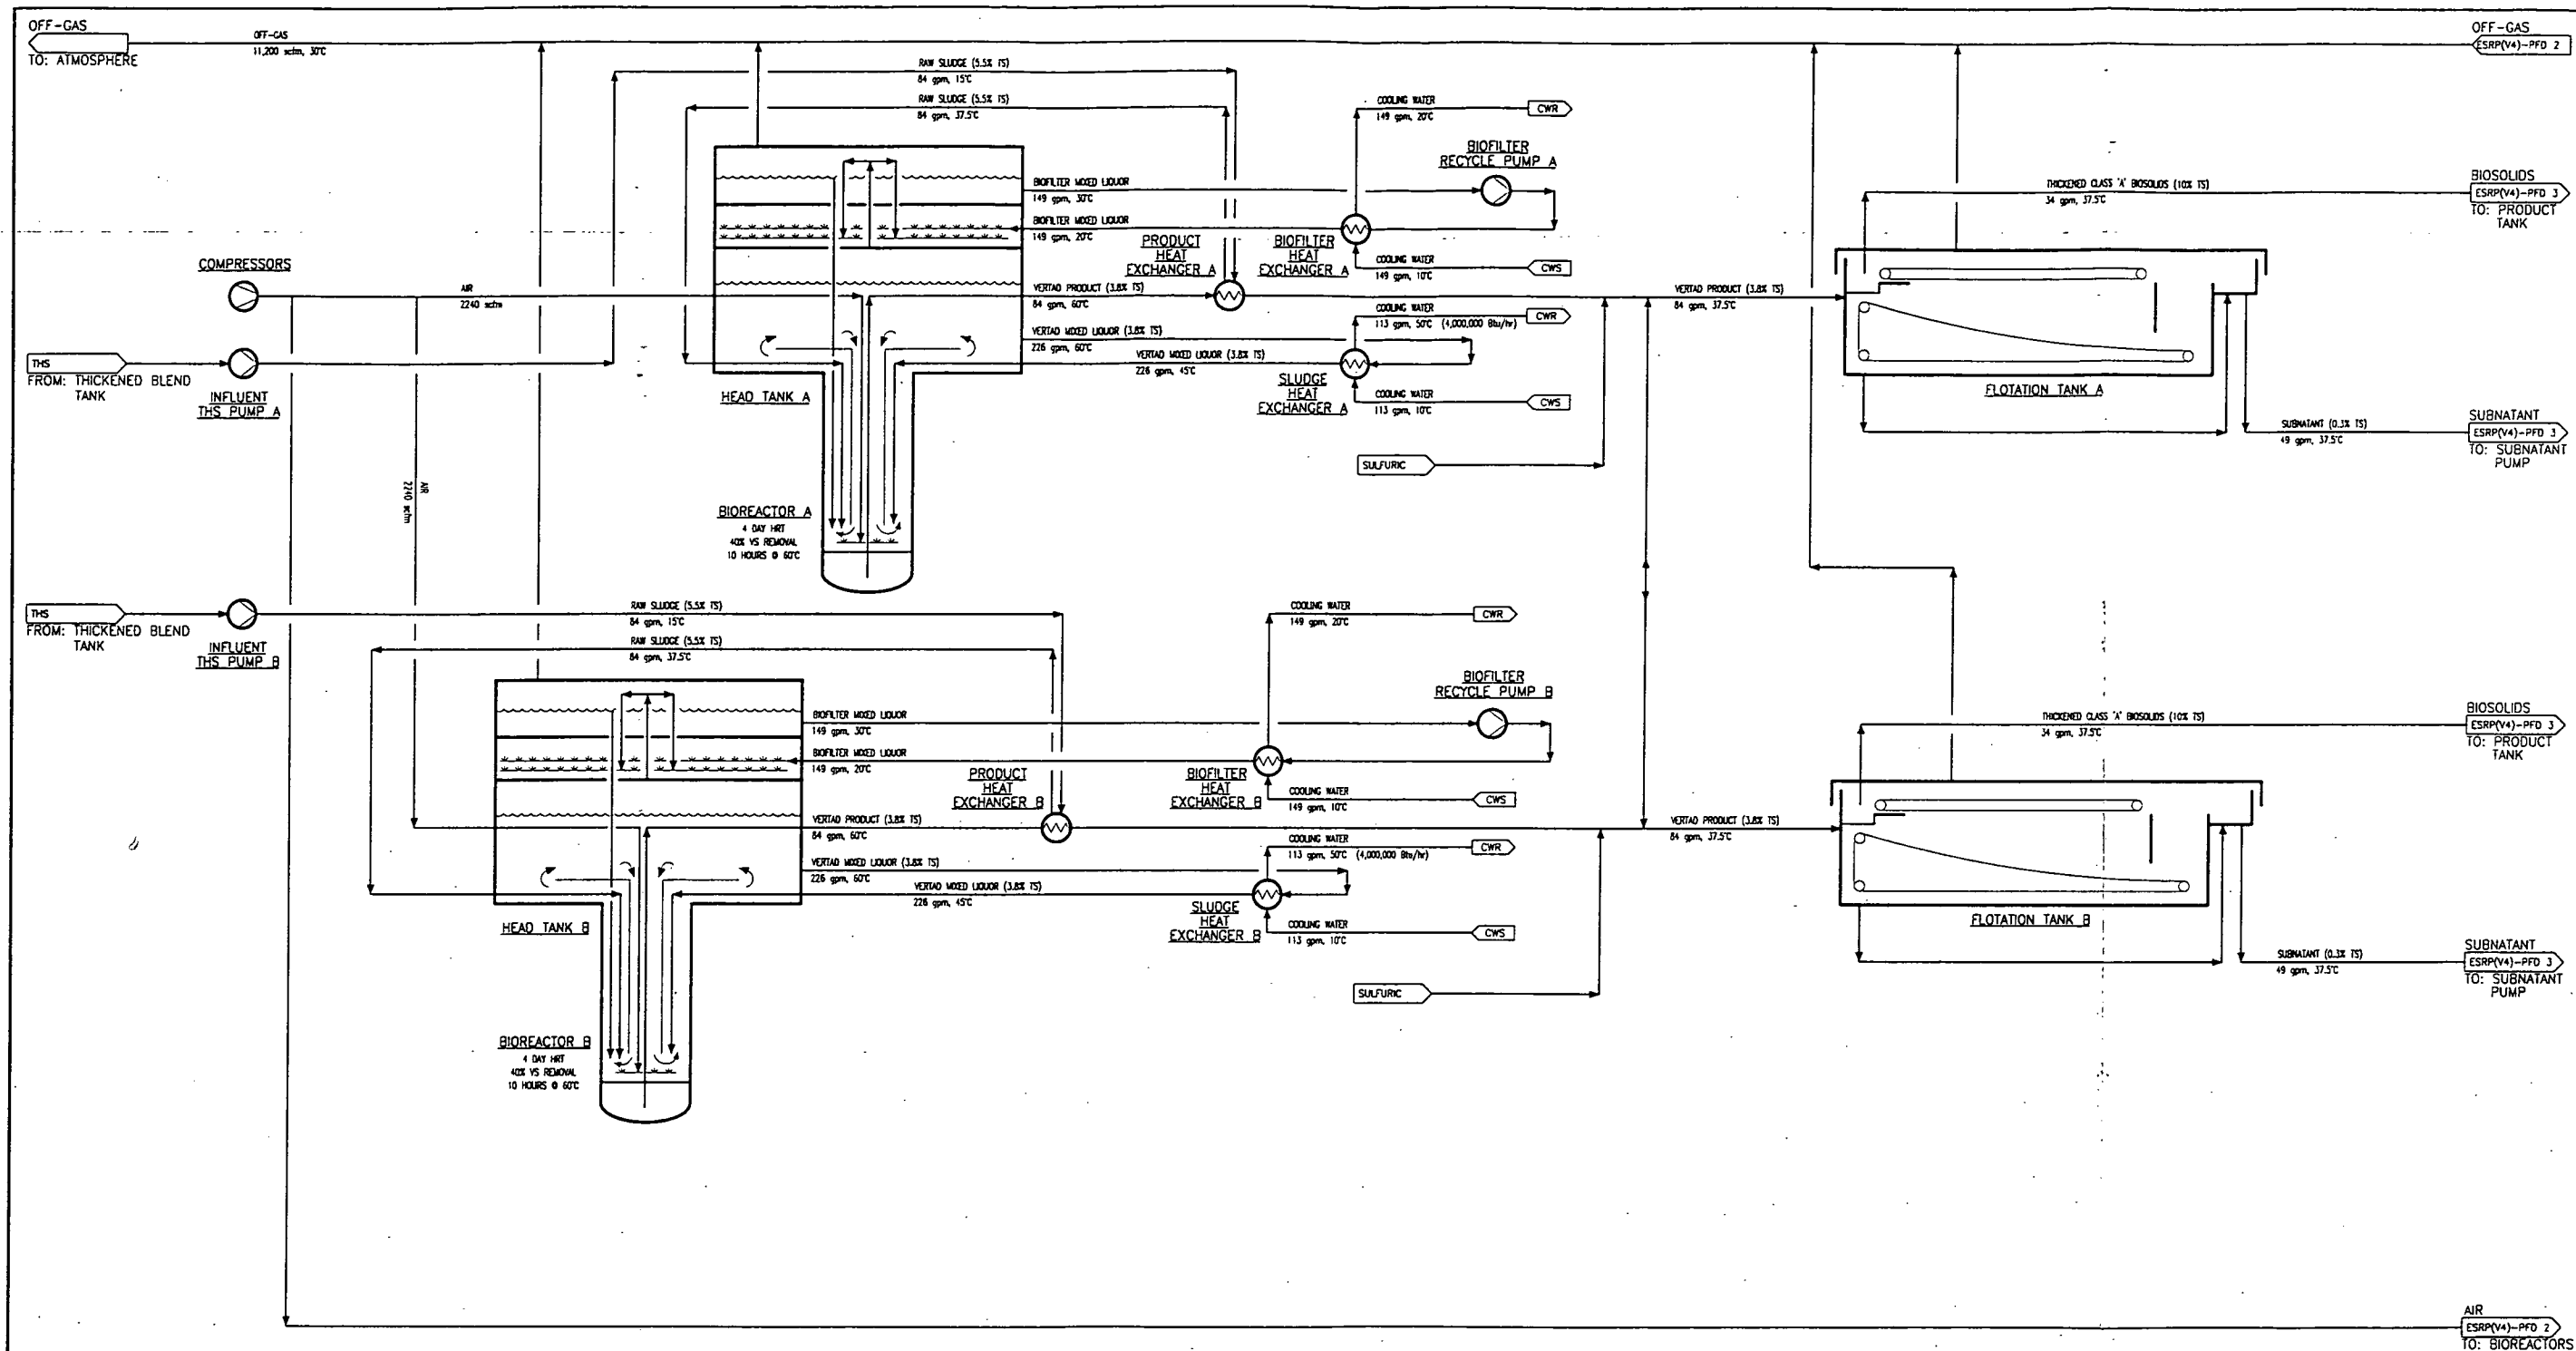 OFF-GAS
TO: ATMOSPHERE
OFF-GAS
11,200 scfm, 30°C
OFF-GAS
ESRP(V4)-PFD 2
RAW SLUDGE (5.5% TS)
84 gpm, 15°C
RAW SLUDGE (5.5% TS)
84 gpm, 37.5°C
COOLING WATER
149 gpm, 20°C
CWR
BIOFILTER
RECYCLE PUMP A
BIOFILTER MIXED LIQUOR
149 gpm, 30°C
BIOFILTER MIXED LIQUOR
149 gpm, 20°C
PRODUCT
HEAT
EXCHANGER A
BIOFILTER
HEAT
EXCHANGER A
COOLING WATER
149 gpm, 10°C
CWS
THICKENED CLASS 'A' BIOSOLIDS (10% TS)
34 gpm, 37.5°C
BIOSOLIDS
ESRP(V4)-PFD 3
TO: PRODUCT
TANK
COMPRESSORS
AIR
2240 scfm
VERTAD PRODUCT (3.8% TS)
84 gpm, 60°C
COOLING WATER
113 gpm, 50°C (4,000,000 Btu/hr)
CWR
VERTAD PRODUCT (3.8% TS)
84 gpm, 37.5°C
VERTAD MIXED LIQUOR (3.8% TS)
226 gpm, 60°C
VERTAD MIXED LIQUOR (3.8% TS)
226 gpm, 45°C
THS
FROM: THICKENED BLEND
TANK
INFLUENT
THS PUMP A
HEAD TANK A
SLUDGE
HEAT
EXCHANGER A
COOLING WATER
113 gpm, 10°C
CWS
FLOTATION TANK A
SUBNATANT (0.3% TS)
49 gpm, 37.5°C
SUBNATANT
ESRP(V4)-PFD 3
TO: SUBNATANT
PUMP
SULFURIC
AIR
2240 scfm
BIOREACTOR A
4 DAY HRT
40% VS REMOVAL
10 HOURS @ 60°C
THS
FROM: THICKENED BLEND
TANK
INFLUENT
THS PUMP B
RAW SLUDGE (5.5% TS)
84 gpm, 15°C
RAW SLUDGE (5.5% TS)
84 gpm, 37.5°C
COOLING WATER
149 gpm, 20°C
CWR
BIOFILTER
RECYCLE PUMP B
BIOFILTER MIXED LIQUOR
149 gpm, 30°C
BIOFILTER MIXED LIQUOR
149 gpm, 20°C
PRODUCT
HEAT
EXCHANGER B
BIOFILTER
HEAT
EXCHANGER B
COOLING WATER
149 gpm, 10°C
CWS
THICKENED CLASS 'A' BIOSOLIDS (10% TS)
34 gpm, 37.5°C
BIOSOLIDS
ESRP(V4)-PFD 3
TO: PRODUCT
TANK
VERTAD PRODUCT (3.8% TS)
84 gpm, 60°C
COOLING WATER
113 gpm, 50°C (4,000,000 Btu/hr)
CWR
VERTAD PRODUCT (3.8% TS)
84 gpm, 37.5°C
VERTAD MIXED LIQUOR (3.8% TS)
226 gpm, 60°C
VERTAD MIXED LIQUOR (3.8% TS)
226 gpm, 45°C
HEAD TANK B
SLUDGE
HEAT
EXCHANGER B
COOLING WATER
113 gpm, 10°C
CWS
FLOTATION TANK B
SUBNATANT (0.3% TS)
49 gpm, 37.5°C
SUBNATANT
ESRP(V4)-PFD 3
TO: SUBNATANT
PUMP
SULFURIC
BIOREACTOR B
4 DAY HRT
40% VS REMOVAL
10 HOURS @ 60°C
AIR
ESRP(V4)-PFD 2
TO: BIOREACTORS